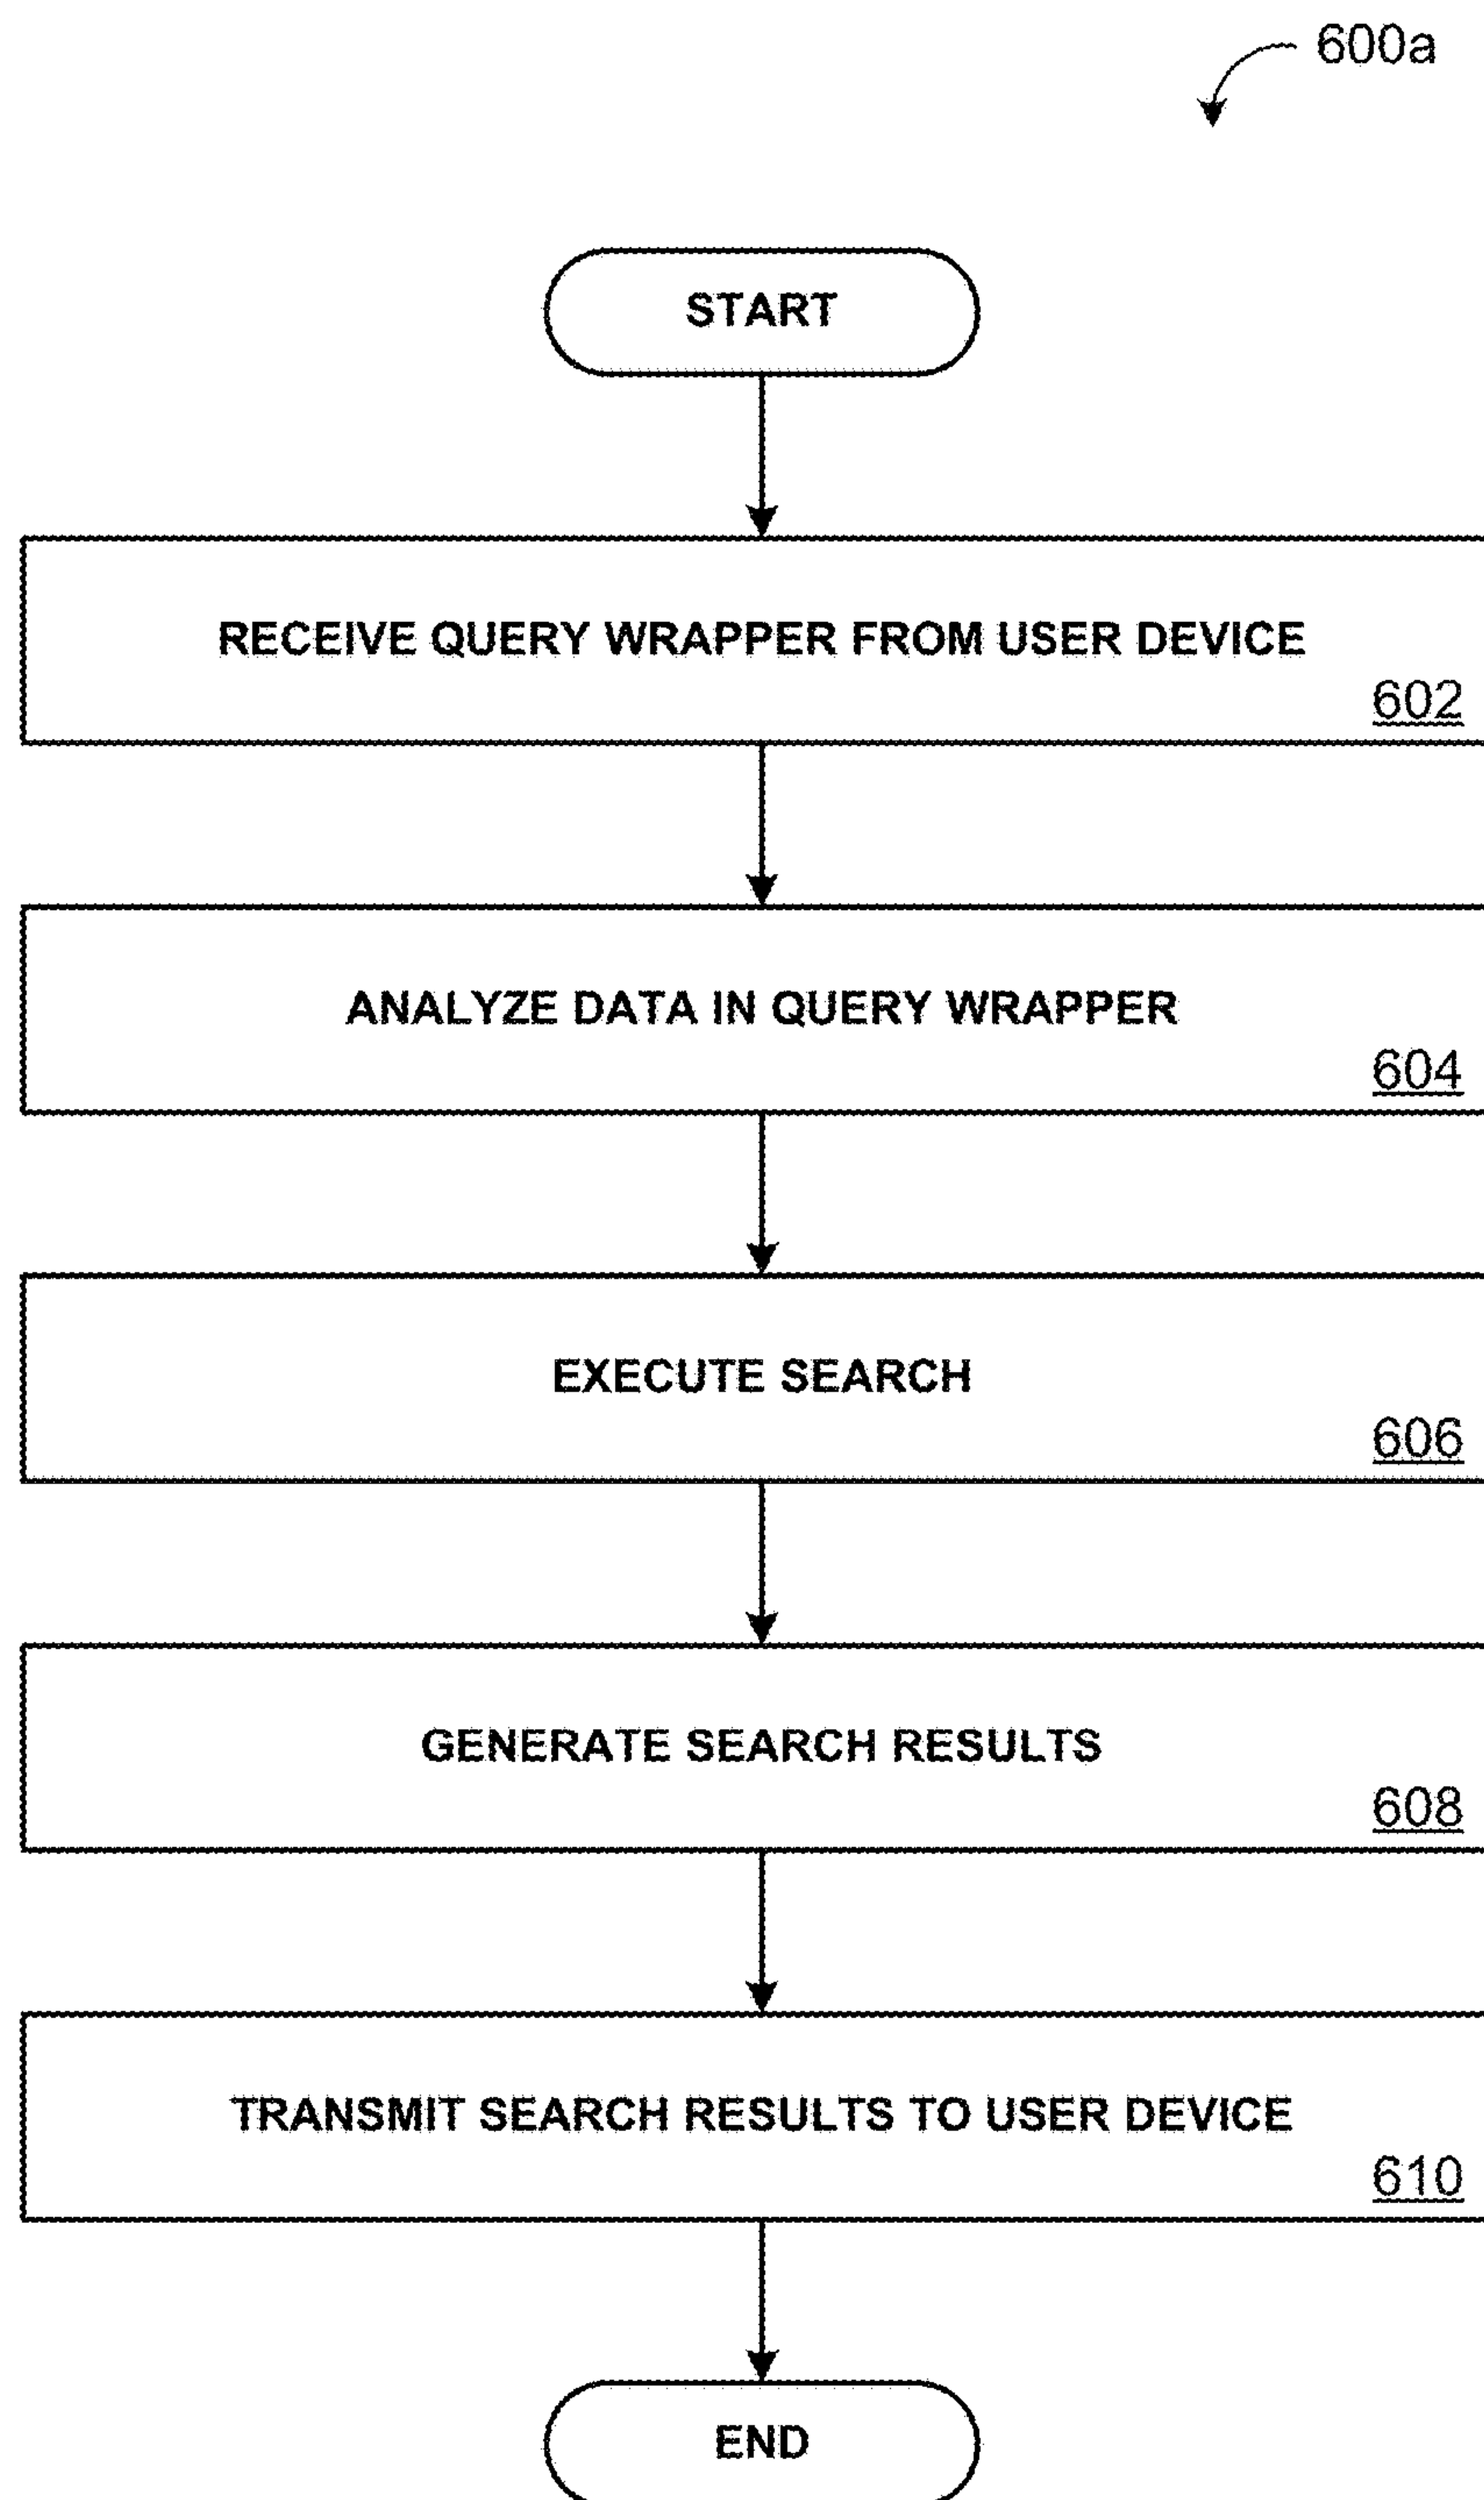 600a
START
RECEIVE QUERY WRAPPER FROM USER DEVICE
602
ANALYZE DATA IN QUERY WRAPPER
604
EXECUTE SEARCH
606
GENERATE SEARCH RESULTS
608
TRANSMIT SEARCH RESULTS TO USER DEVICE
610
END